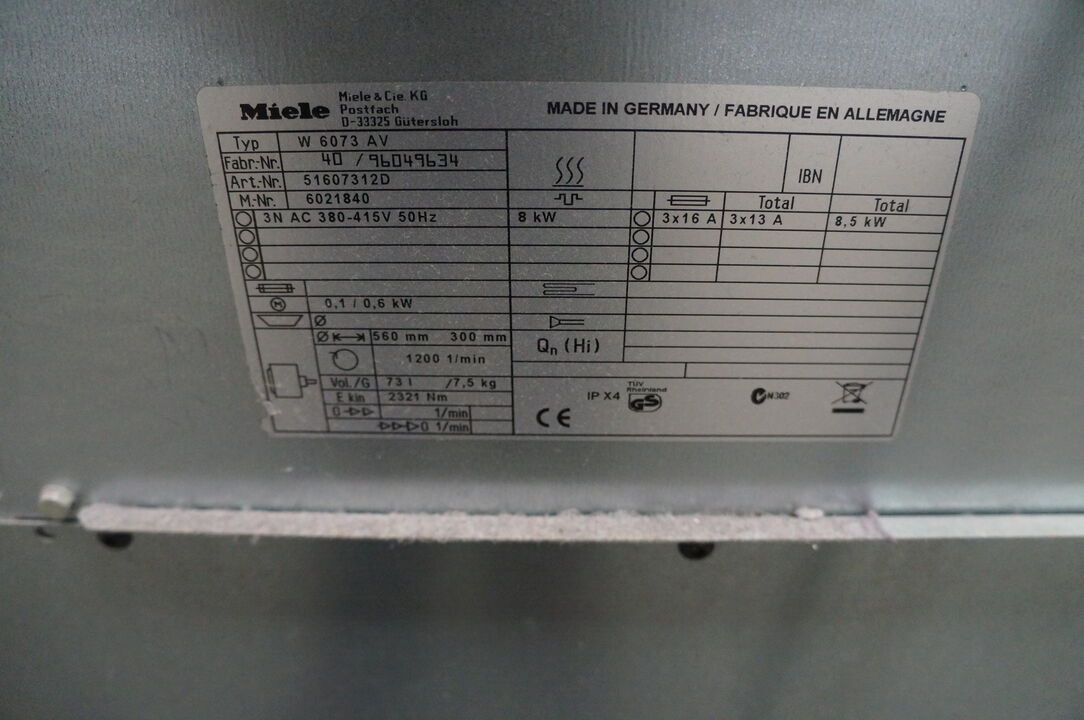 Miele
Miele & Cie. KG
Postfach
D-33325 Gütersloh
MADE IN GERMANY / FABRIQUE EN ALLEMAGNE
Typ W 6073 AV
Fabr.-Nr. 40 / 96049634
Art.-Nr. 51607312D
M.-Nr. 6021840
IBN
Total Total
3N AC 380-415V 50Hz 8 kW 3x16 A 3x13 A 8,5 kW
M 0,1 / 0,6 kW
Ø
Ø 560 mm 300 mm
Qn (Hi)
1200 1/min
Vol./G 73 l /7,5 kg
E kin 2321 Nm
0 1/min
0 1/min
CE
IP X4
TÜV
Rheinland
GS
N302